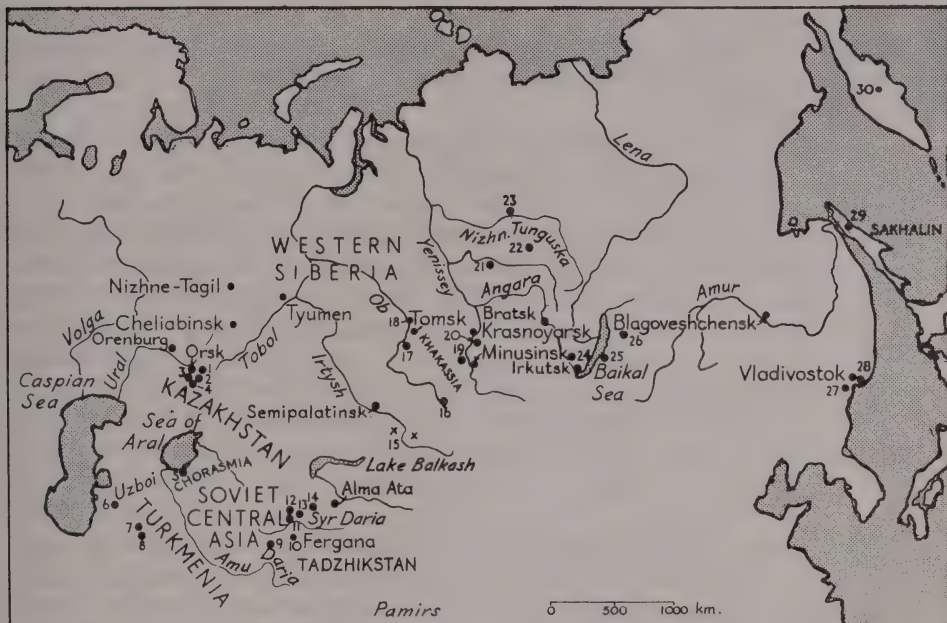 30
Lena
29
SAKHALIN
23
Nizhn. Tunguska
22
WESTERN
SIBERIA
Yenissey
21
Angara
Ob
Amur
Nizhne-Tagil
Volga
Cheliabinsk
Orenburg
Tyumen
18 Tomsk
Bratsk
20 Krasnoyarsk
Blagoveshchensk
26
Tobol
Irtysh
17
KHAKASSIA
19 Minusinsk 24
25
Irkutsk
Baikal
Sea
Vladivostok
28
27
Orsk
3
1
2
4
Ural
Caspian
Sea
KAZAKHSTAN
Semipalatinsk
16
15
Sea of
Aral
5
CHORASMIA
Lake Balkash
Uzboi
6
SOVIET
CENTRAL
ASIA
12 13 14
Alma Ata
Syr Daria
11
7
8
TURKMENIA
9
10 Fergana
Amu Daria
TADZHIKSTAN
Pamirs
0 500 1000 km.